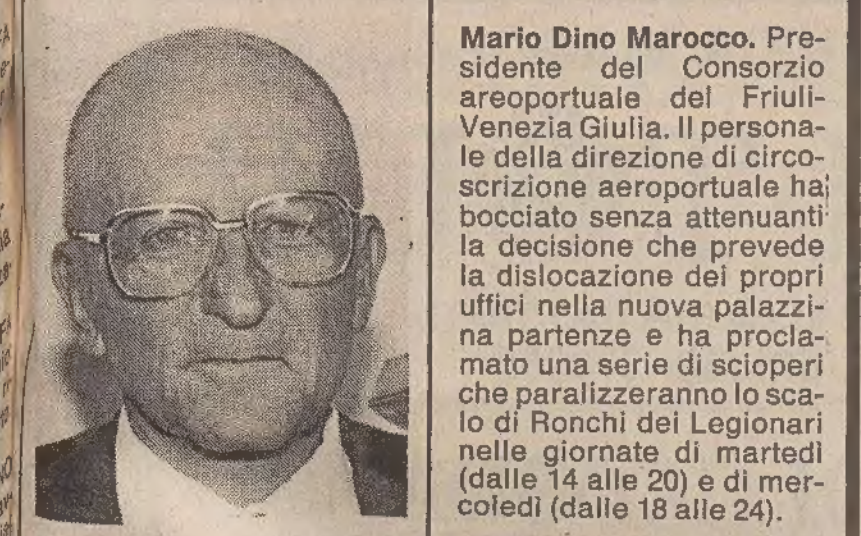 Mario Dino Marocco. Pre-
sidente del Consorzio
areoportuale del Friuli-
Venezia Giulia. Il persona-
le della direzione di circo-
scrizione aeroportuale ha
bocciato senza attenuanti
la decisione che prevede
la dislocazione dei propri
uffici nella nuova palazzi-
na partenze e ha procla-
mato una serie di scioperi
che paralizzeranno lo sca-
lo di Ronchi dei Legionari
nelle giornate di martedì
(dalle 14 alle 20) e di mer-
coledì (dalle 18 alle 24).